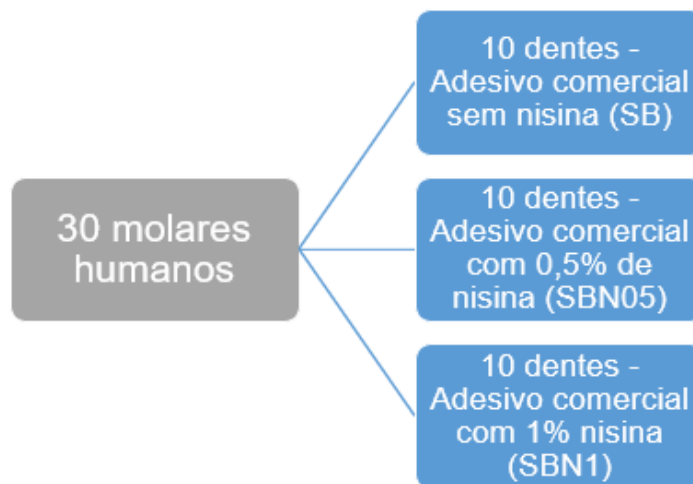 30 molares
humanos
10 dentes -
Adesivo comercial
sem nisina (SB)
10 dentes -
Adesivo comercial
com 0,5% de
nisina (SBN05)
10 dentes -
Adesivo comercial
com 1% nisina
(SBN1)